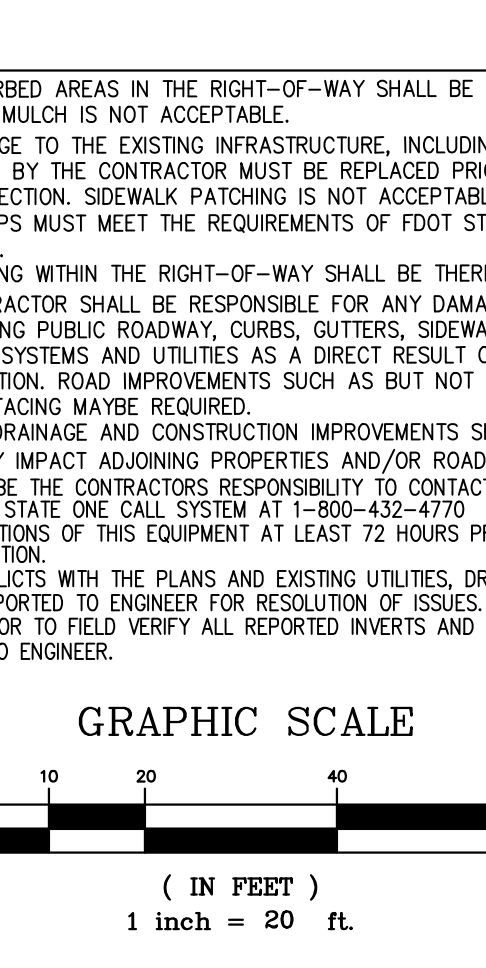 RBED AREAS IN THE RIGHT-OF-WAY SHALL BE
MULCH IS NOT ACCEPTABLE.
GE TO THE EXISTING INFRASTRUCTURE, INCLUDIN
BY THE CONTRACTOR MUST BE REPLACED PRI
ECTION. SIDEWALK PATCHING IS NOT ACCEPTABL
PS MUST MEET THE REQUIREMENTS OF FDOT ST
.
NG WITHIN THE RIGHT-OF-WAY SHALL BE THER
RACTOR SHALL BE RESPONSIBLE FOR ANY DAMA
NG PUBLIC ROADWAY, CURBS, GUTTERS, SIDEWA
SYSTEMS AND UTILITIES AS A DIRECT RESULT O
TION. ROAD IMPROVEMENTS SUCH AS BUT NOT
FACING MAYBE REQUIRED.
DRAINAGE AND CONSTRUCTION IMPROVEMENTS S
Y IMPACT ADJOINING PROPERTIES AND/OR ROAD
BE THE CONTRACTORS RESPONSIBILITY TO CONTACT
STATE ONE CALL SYSTEM AT 1-800-432-4770
TIONS OF THIS EQUIPMENT AT LEAST 72 HOURS PR
TION.
LICTS WITH THE PLANS AND EXISTING UTILITIES, DR
PORTED TO ENGINEER FOR RESOLUTION OF ISSUES.
OR TO FIELD VERIFY ALL REPORTED INVERTS AND
O ENGINEER.
GRAPHIC SCALE
10 20 40
( IN FEET )
1 inch = 20 ft.